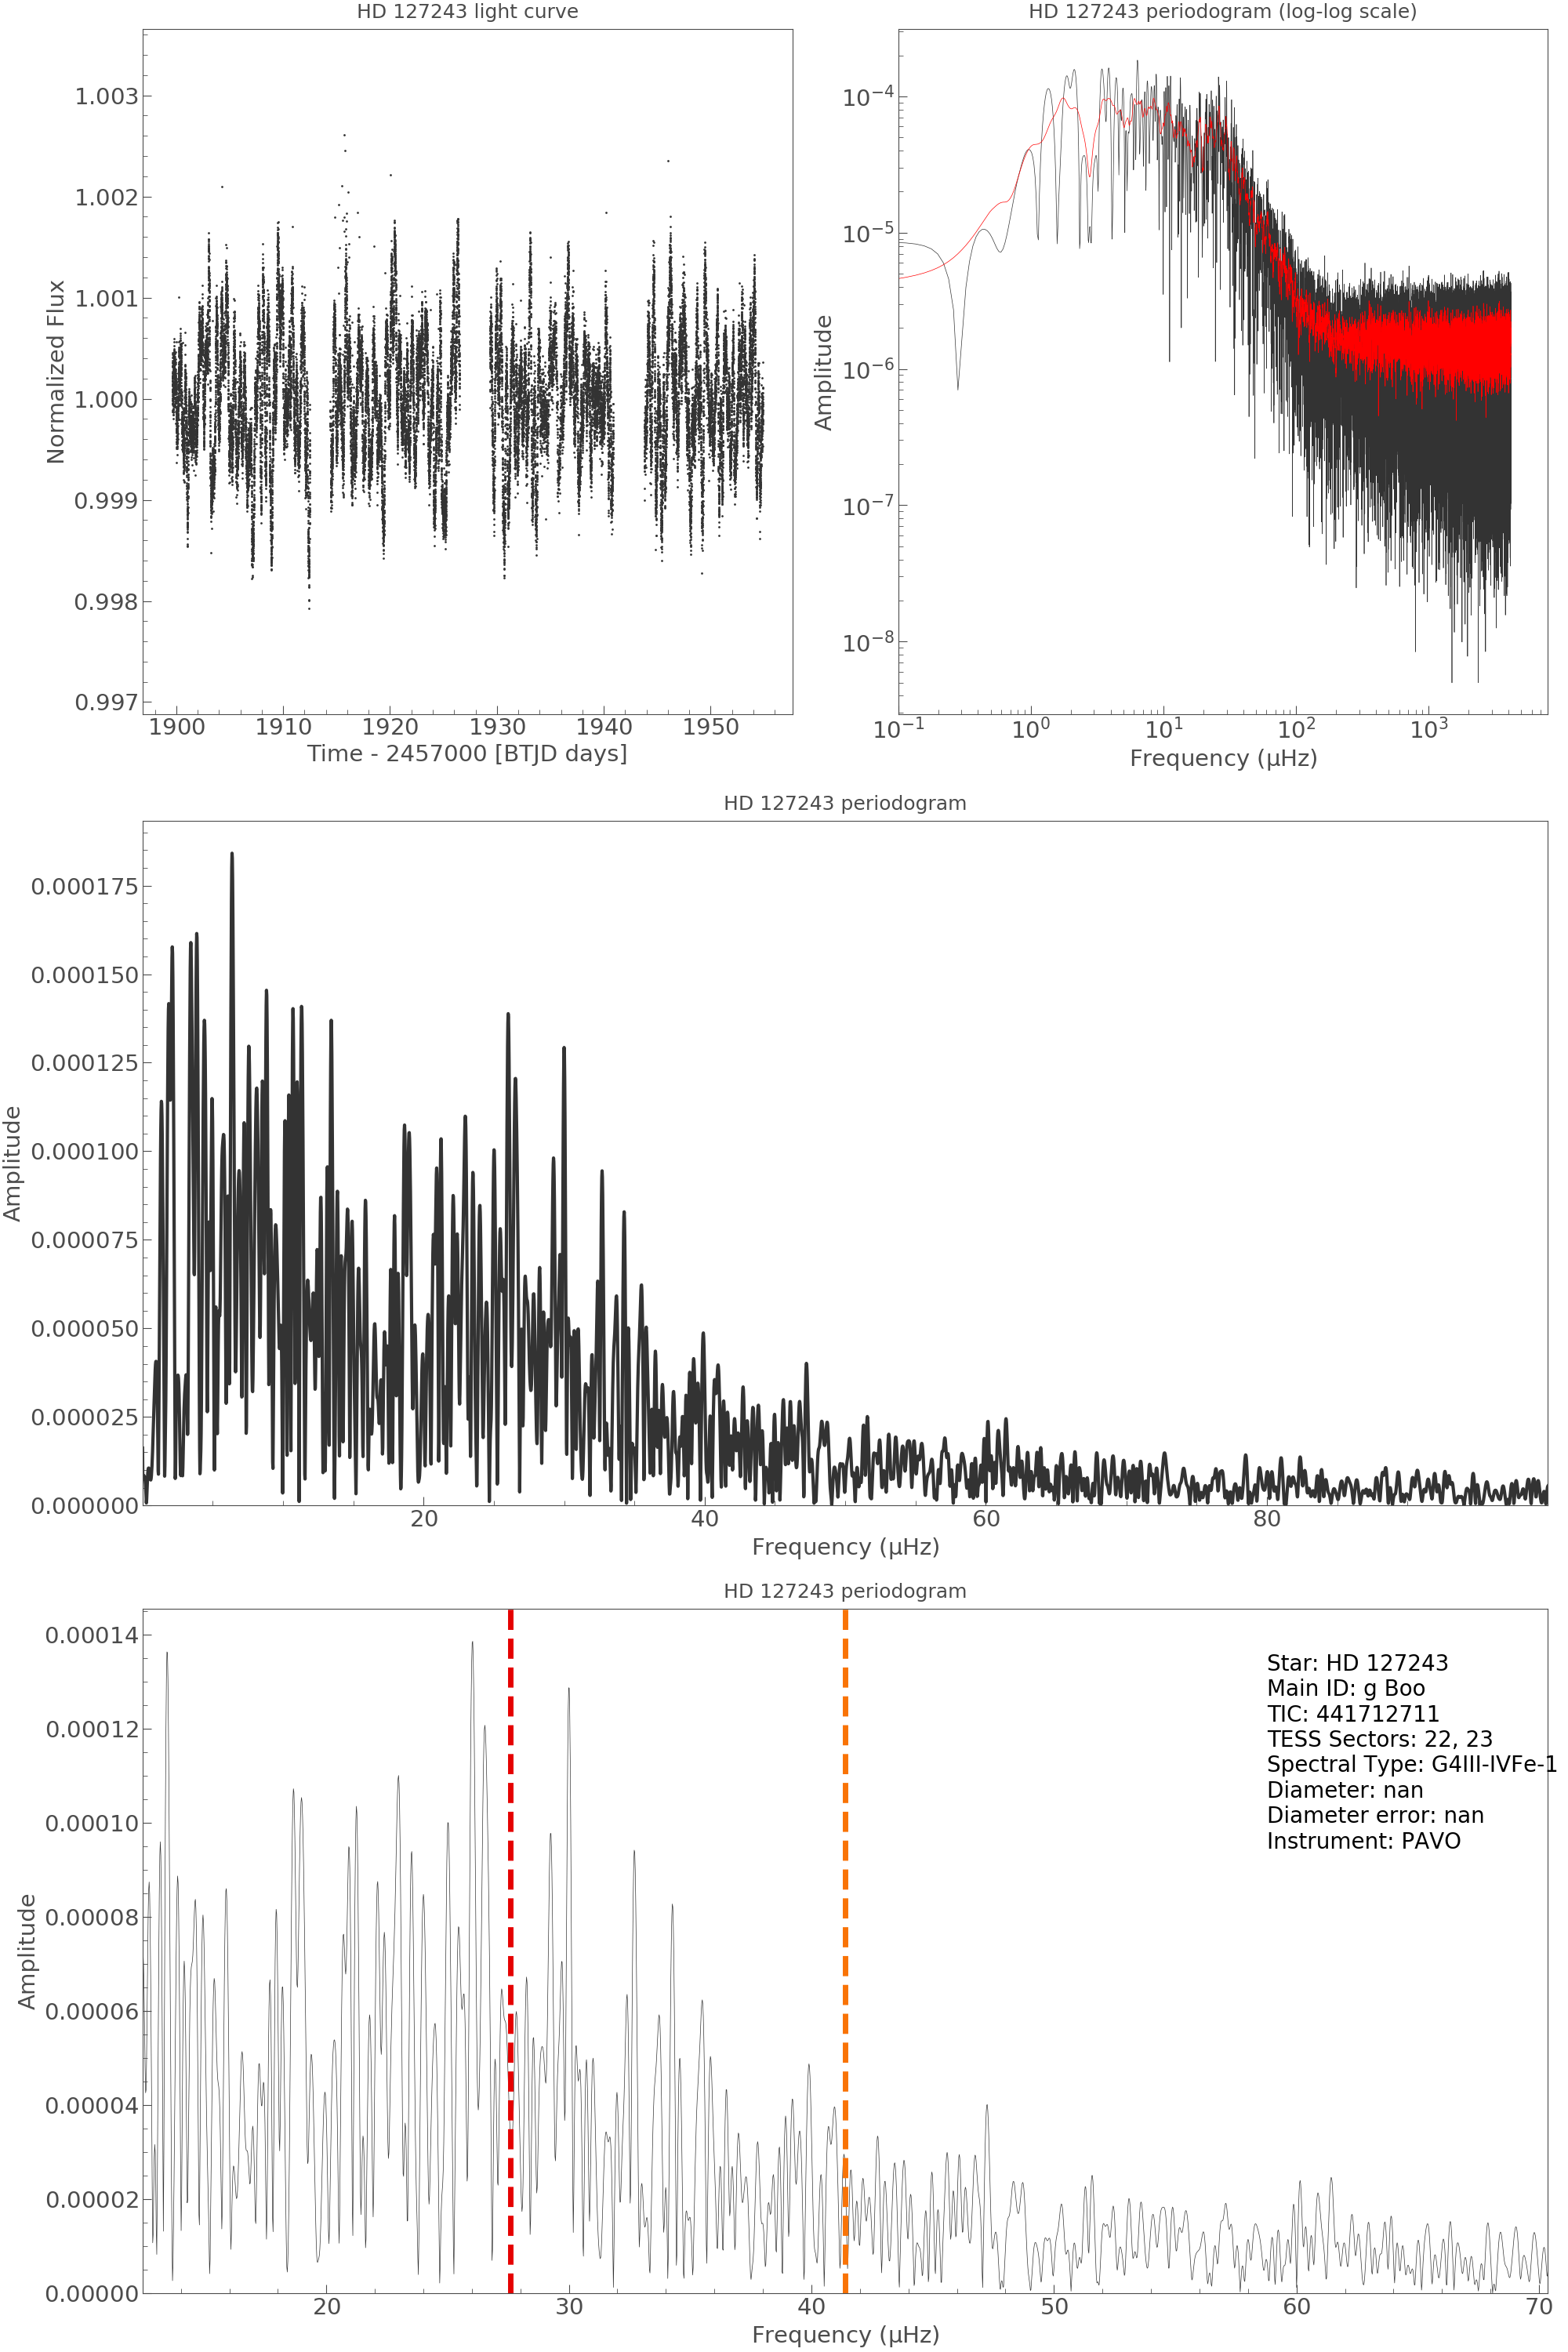 HD 127243 light curve
1.003
1.002
1.001
1.000
0.999
0.998
0.997
Normalized Flux
1900 1910 1920 1930 1940 1950
Time - 2457000 [BTJD days]
HD 127243 periodogram (log-log scale)
10⁻⁴
10⁻⁵
10⁻⁶
10⁻⁷
10⁻⁸
Amplitude
10⁻¹ 10⁰ 10¹ 10² 10³
Frequency (μHz)
HD 127243 periodogram
0.000175
0.000150
0.000125
0.000100
0.000075
0.000050
0.000025
0.000000
Amplitude
20 40 60 80
Frequency (μHz)
HD 127243 periodogram
0.00014
0.00012
0.00010
0.00008
0.00006
0.00004
0.00002
0.00000
Amplitude
Star: HD 127243
Main ID: g Boo
TIC: 441712711
TESS Sectors: 22, 23
Spectral Type: G4III-IVFe-1
Diameter: nan
Diameter error: nan
Instrument: PAVO
20 30 40 50 60 70
Frequency (μHz)